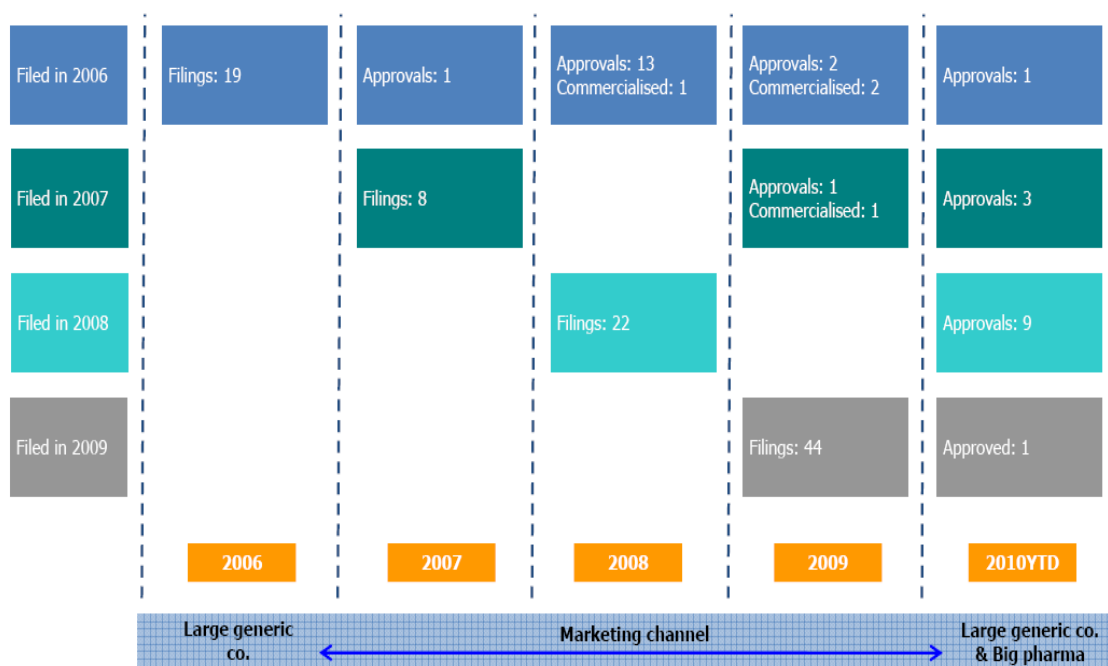 Filed in 2006
Filings: 19
Approvals: 1
Approvals: 13
Commercialised: 1
Approvals: 2
Commercialised: 2
Approvals: 1
Filed in 2007
Filings: 8
Approvals: 1
Commercialised: 1
Approvals: 3
Filed in 2008
Filings: 22
Approvals: 9
Filed in 2009
Filings: 44
Approved: 1
2006
2007
2008
2009
2010YTD
Large generic
co.
Marketing channel
Large generic co.
& Big pharma